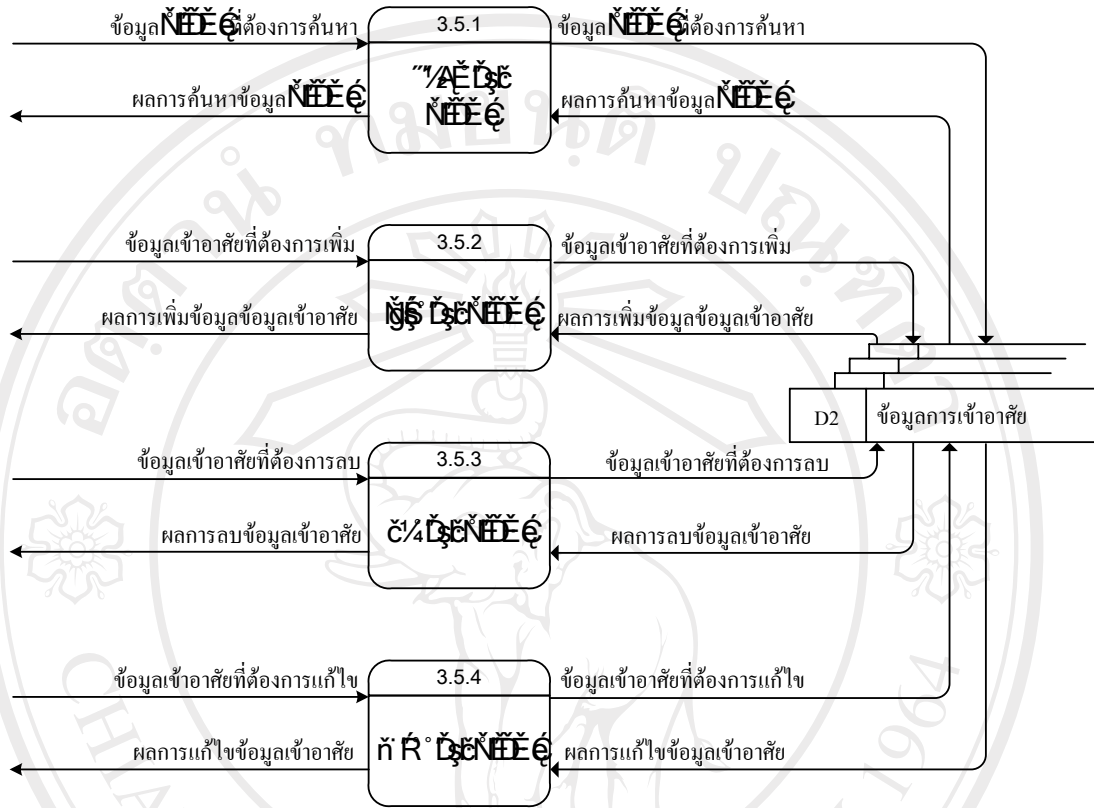 ข้อมูล ที่ต้องการค้นหา
3.5.1
ข้อมูล ที่ต้องการค้นหา
ผลการค้นหาข้อมูล
ผลการค้นหาข้อมูล
ข้อมูลเข้าอาศัยที่ต้องการเพิ่ม
3.5.2
ข้อมูลเข้าอาศัยที่ต้องการเพิ่ม
ผลการเพิ่มข้อมูลข้อมูลเข้าอาศัย
ผลการเพิ่มข้อมูลข้อมูลเข้าอาศัย
D2
ข้อมูลการเข้าอาศัย
ข้อมูลเข้าอาศัยที่ต้องการลบ
3.5.3
ข้อมูลเข้าอาศัยที่ต้องการลบ
ผลการลบข้อมูลเข้าอาศัย
ผลการลบข้อมูลเข้าอาศัย
ข้อมูลเข้าอาศัยที่ต้องการแก้ไข
3.5.4
ข้อมูลเข้าอาศัยที่ต้องการแก้ไข
ผลการแก้ไขข้อมูลเข้าอาศัย
ผลการแก้ไขข้อมูลเข้าอาศัย
1964